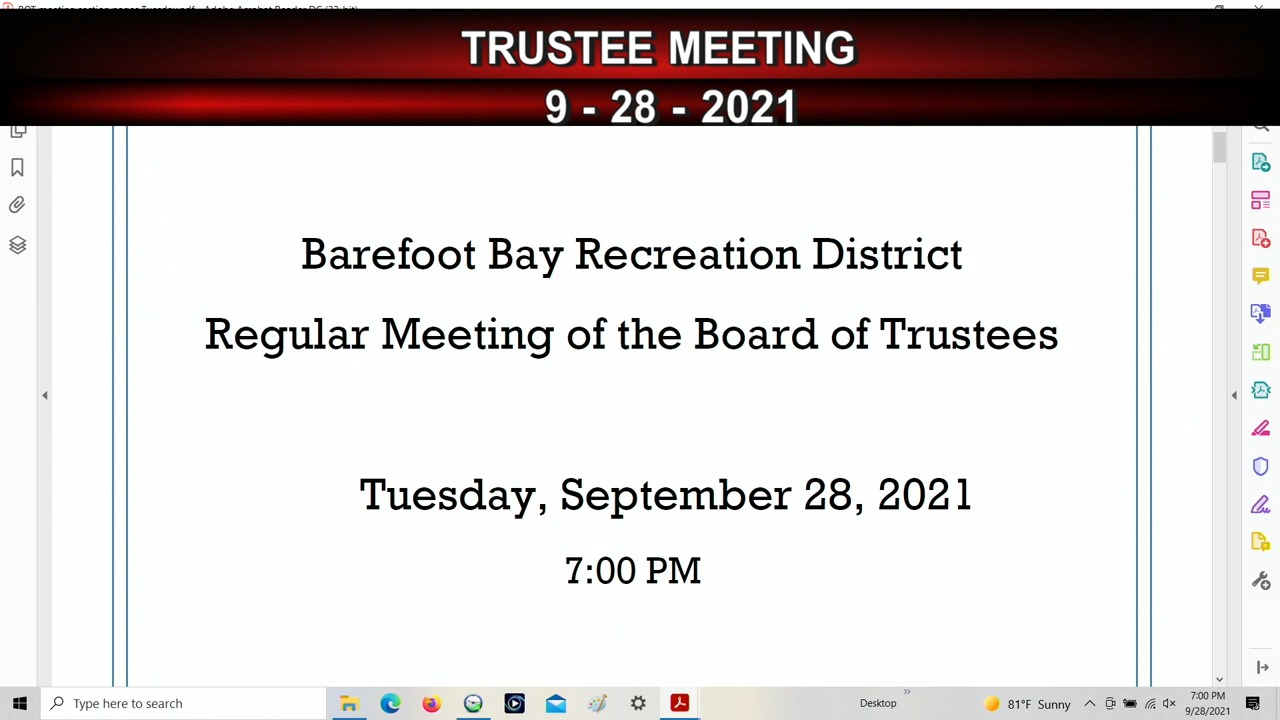 TRUSTEE MEETING
9 - 28 - 2021
Barefoot Bay Recreation District
Regular Meeting of the Board of Trustees
Tuesday, September 28, 2021
7:00 PM
Type here to search
Desktop
81°F Sunny
7:00 PM
9/28/2021